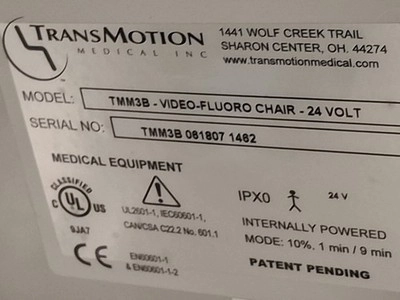 TRANSMOTION
MEDICAL INC
1441 WOLF CREEK TRAIL
SHARON CENTER, OH. 44274
www.transmotionmedical.com
MODEL: TMM3B - VIDEO-FLUORO CHAIR - 24 VOLT
SERIAL NO: TMM3B 081807 1482
MEDICAL EQUIPMENT
CLASSIFIED
C UL US
9JA7
UL2601-1, IEC60601-1,
CAN/CSA C22.2 No. 601.1
CE
EN60601-1
& EN60601-1-2
IPX0
24 V
INTERNALLY POWERED
MODE: 10%, 1 min / 9 min
PATENT PENDING